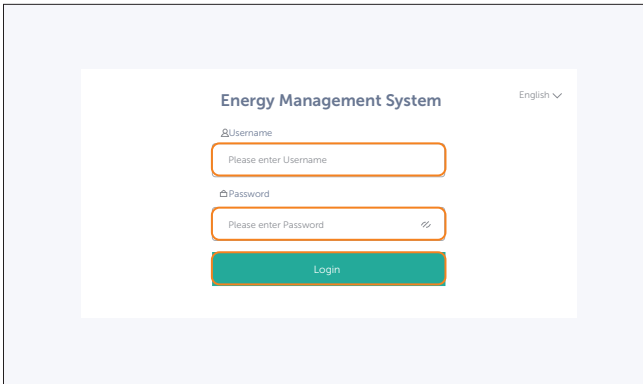 Energy Management System
English
Username
Please enter Username
Password
Please enter Password
Login